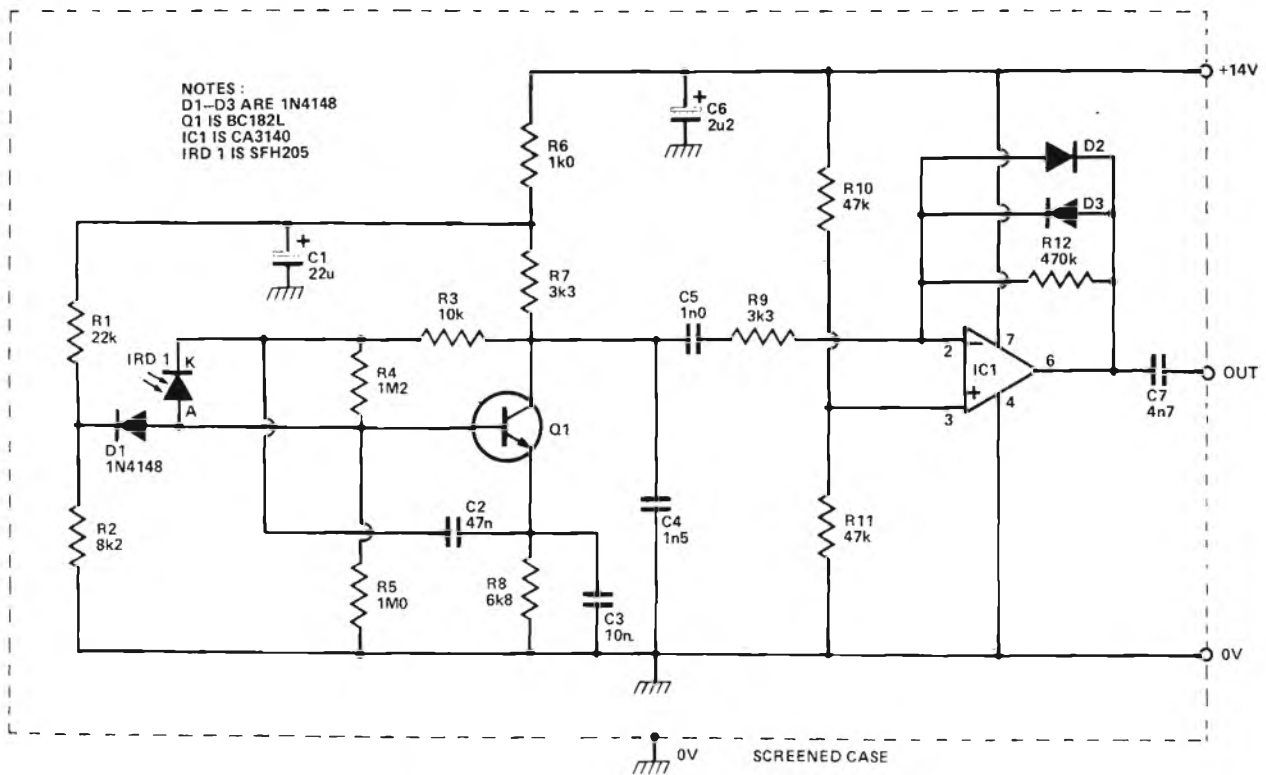 NOTES :
D1–D3 ARE 1N4148
Q1 IS BC182L
IC1 IS CA3140
IRD 1 IS SFH205
+14V
+
C6
2u2
R6
1k0
D2
R10
47k
D3
+
C1
22u
R12
470k
R7
3k3
R3
10k
C5
1n0
R9
3k3
R1
22k
IRD 1
K
A
R4
1M2
2
−
7
IC1
6
OUT
+
3
4
C7
4n7
D1
1N4148
Q1
C2
47n
C4
1n5
R11
47k
R2
8k2
R5
1M0
R8
6k8
C3
10n
0V
0V
SCREENED CASE